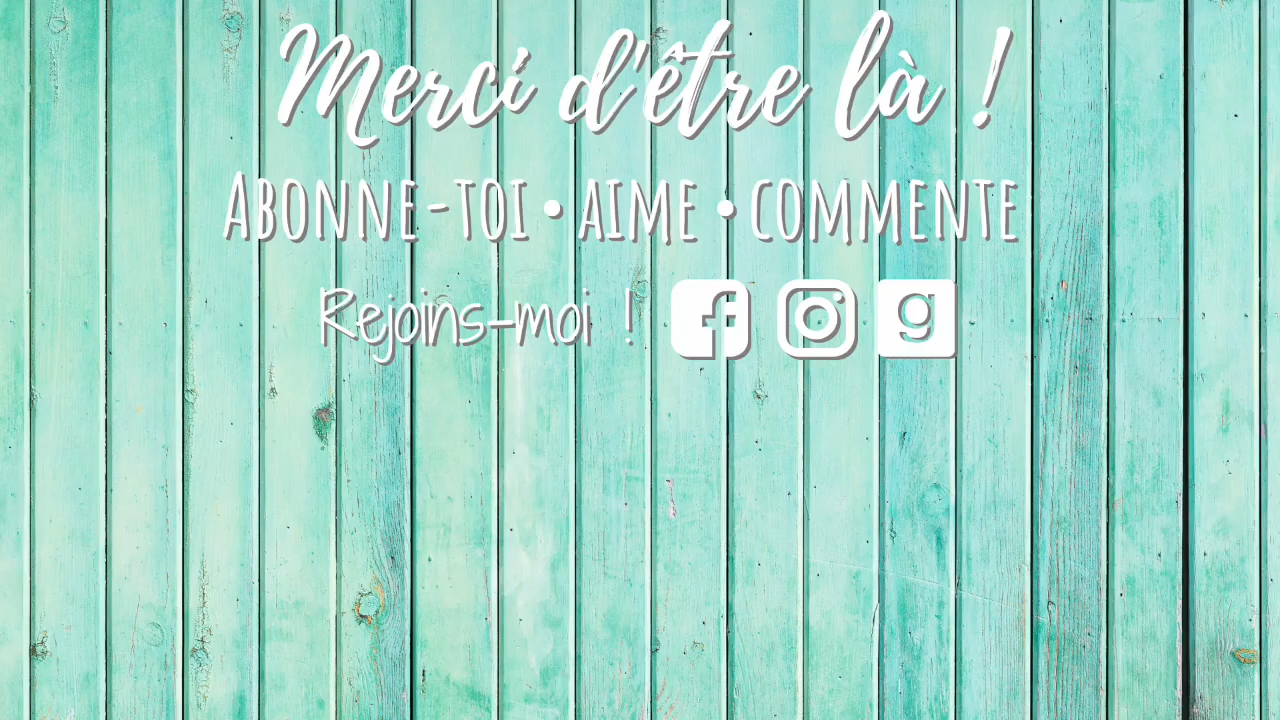 Merci d'être là !
ABONNE-TOI • AIME • COMMENTE
Rejoins-moi !